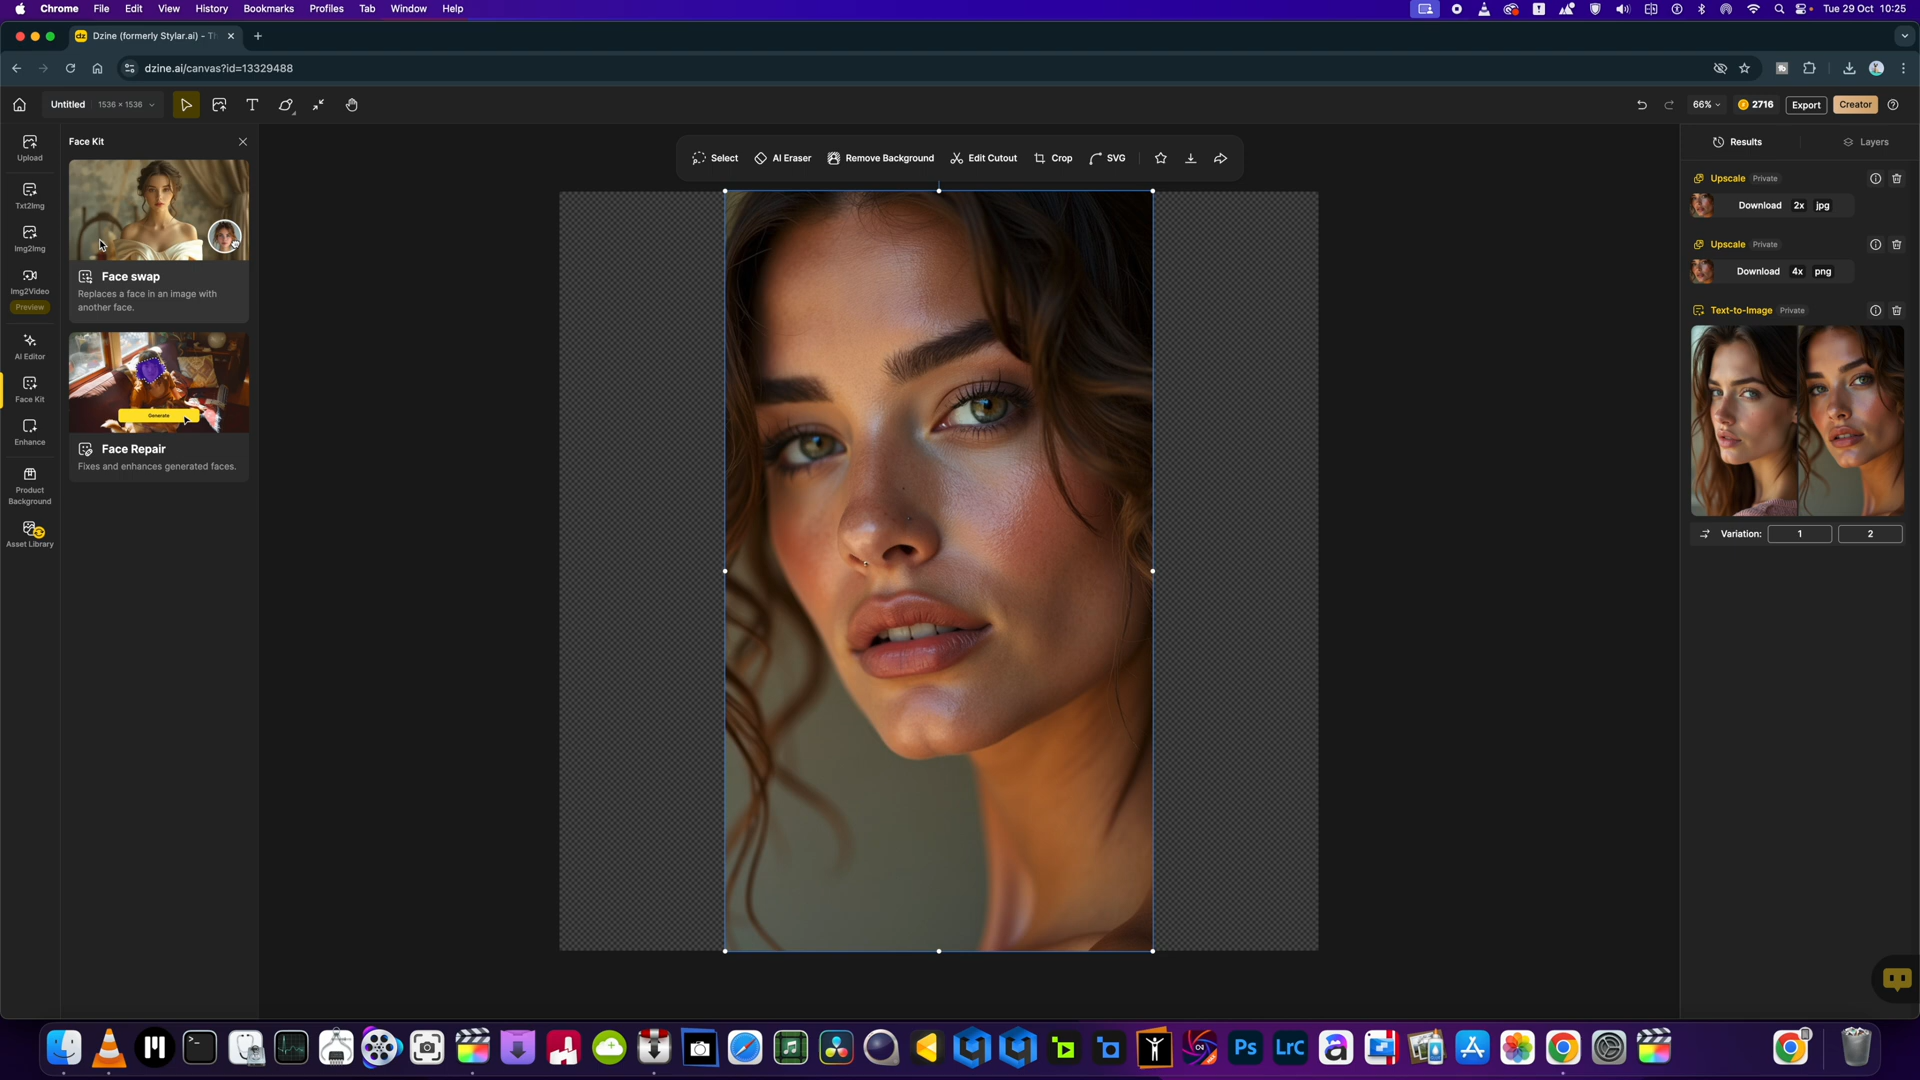 Chrome File Edit View History Bookmarks Profiles Tab Window Help
Tue 29 Oct 10:25
Dzine (formerly Stylar.ai) - Th
dzine.ai/canvas?id=13329488
Untitled 1536 × 1536
66% 2716 Export Creator
Upload
Txt2Img
Img2Img
Img2Video
Preview
AI Editor
Face Kit
Enhance
Product
Background
Asset Library
Face Kit
Face swap
Replaces a face in an image with
another face.
Generate
Face Repair
Fixes and enhances generated faces.
Select AI Eraser Remove Background Edit Cutout Crop SVG
Results Layers
Upscale Private
Download 2x jpg
Upscale Private
Download 4x png
Text-to-Image Private
Variation: 1 2
Ps
LrC